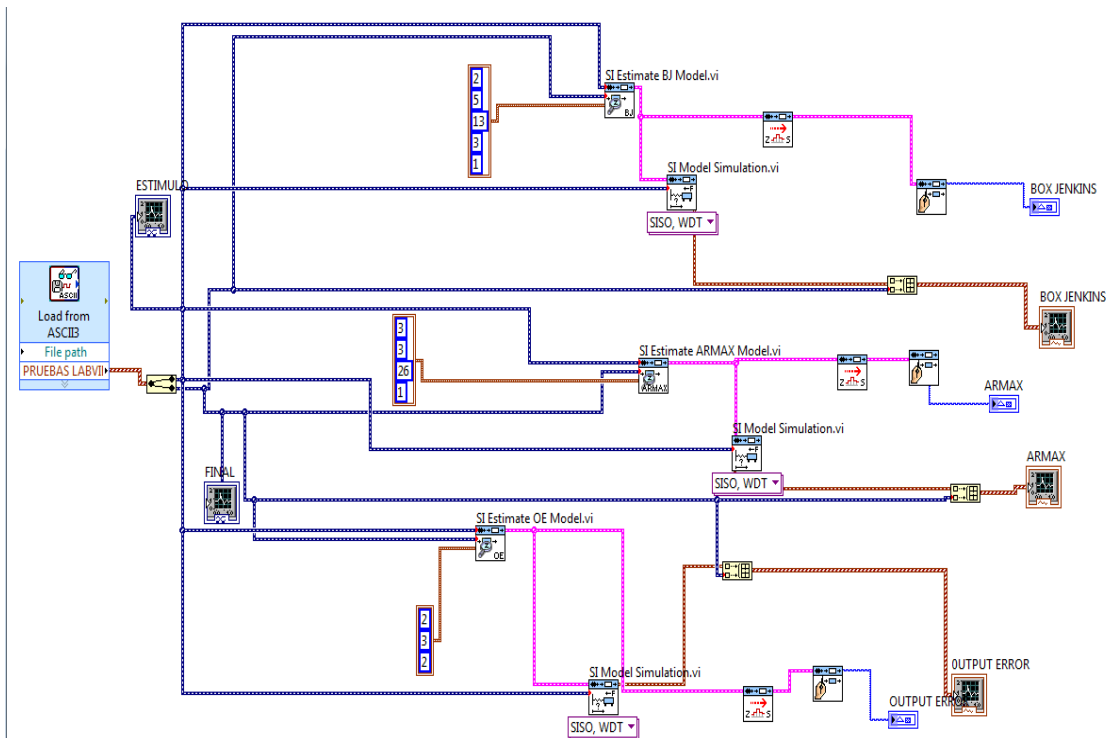 SI Estimate BJ Model.vi
2
5
13
3
1
BJ
Z
S
SI Model Simulation.vi
SISO, WDT
ESTIMULO
BOX JENKINS
ASCII
Load from
ASCII3
File path
PRUEBAS LABVII
BOX JENKINS
3
3
26
1
SI Estimate ARMAX Model.vi
ARMAX
Z
S
ARMAX
SI Model Simulation.vi
SISO, WDT
ARMAX
FINAL
SI Estimate OE Model.vi
OE
2
3
2
SI Model Simulation.vi
SISO, WDT
Z
S
OUTPUT ERROR
OUTPUT ERROR